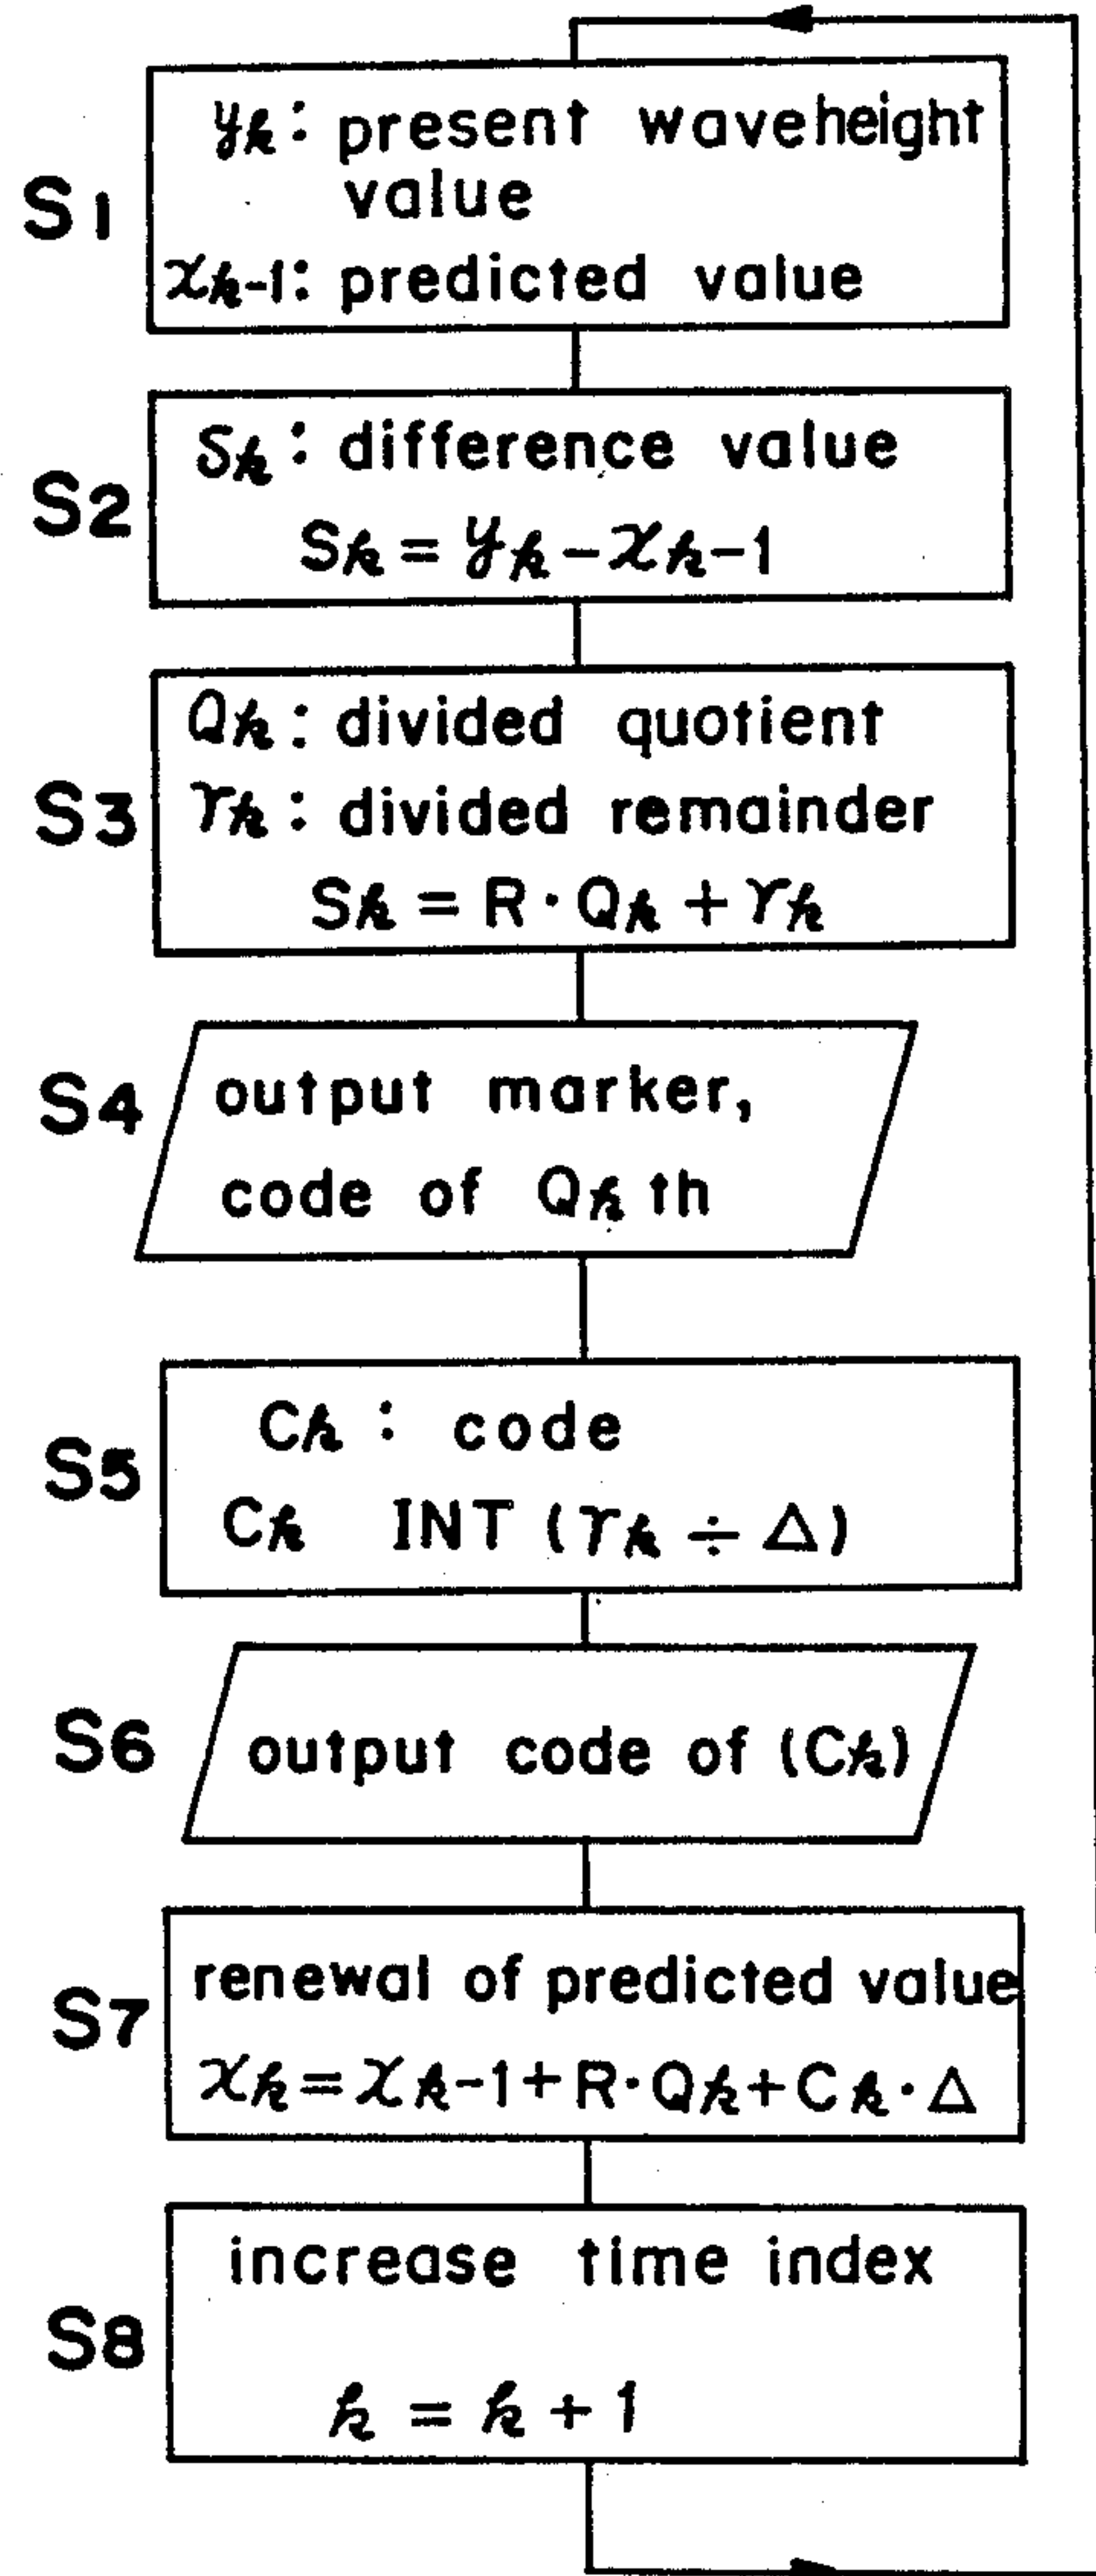 S1
yk: present waveheight
value
xk-1: predicted value
S2
Sk: difference value
Sk = yk - xk-1
S3
Qk: divided quotient
rk: divided remainder
Sk = R · Qk + rk
S4
output marker,
code of Qk th
S5
Ck : code
Ck INT (rk ÷ Δ)
S6
output code of (Ck)
S7
renewal of predicted value
xk = xk-1 + R·Qk + Ck·Δ
S8
increase time index
k = k + 1